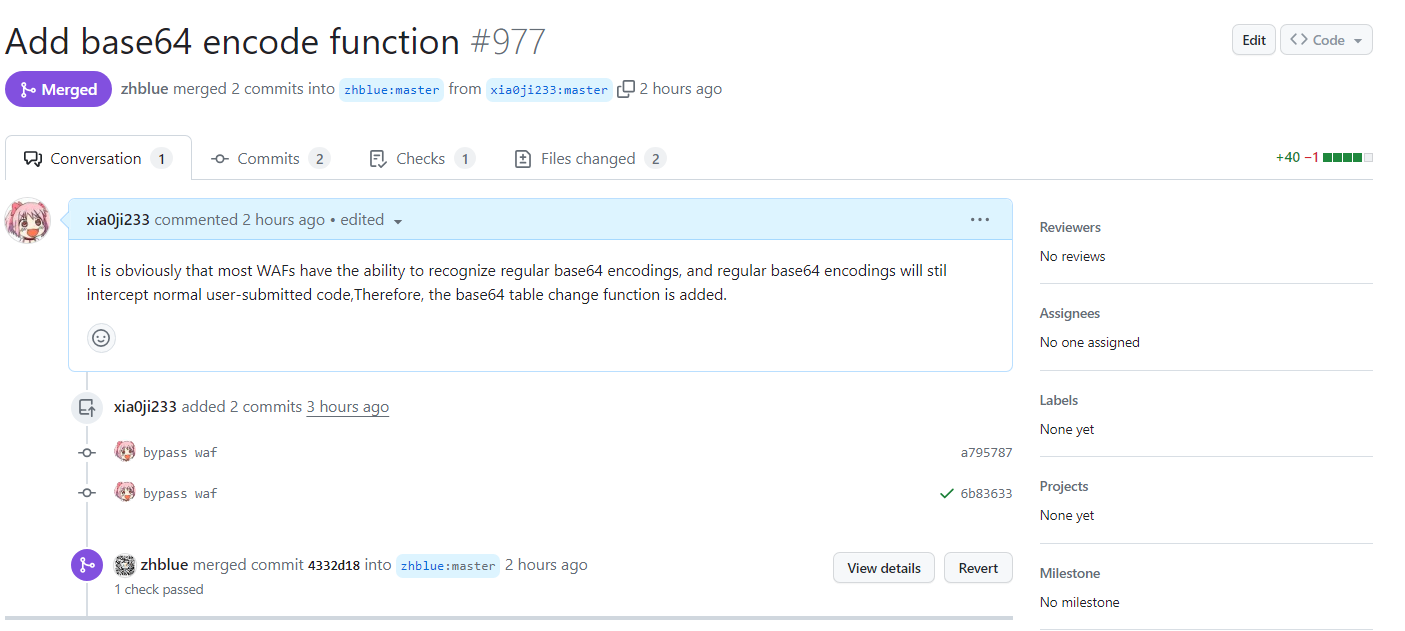 Add base64 encode function #977
Edit
Code
Merged
zhblue merged 2 commits into zhblue:master from xia0ji233:master 2 hours ago
Conversation 1
Commits 2
Checks 1
Files changed 2
+40 −1
xia0ji233 commented 2 hours ago • edited
Reviewers
No reviews
It is obviously that most WAFs have the ability to recognize regular base64 encodings, and regular base64 encodings will stil
intercept normal user-submitted code,Therefore, the base64 table change function is added.
Assignees
No one assigned
xia0ji233 added 2 commits 3 hours ago
Labels
None yet
bypass waf a795787
bypass waf 6b83633
Projects
None yet
zhblue merged commit 4332d18 into zhblue:master 2 hours ago
1 check passed
View details
Revert
Milestone
No milestone